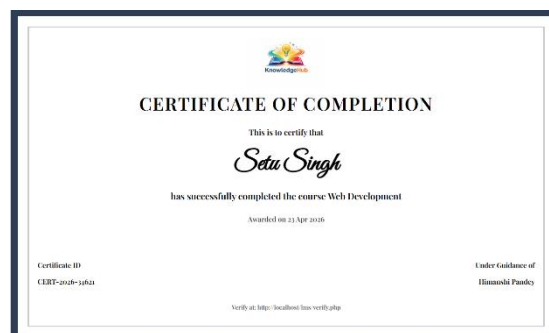 KnowledgeHub
CERTIFICATE OF COMPLETION
This is to certify that
Setu Singh
has successfully completed the course Web Development
Awarded on 23 Apr 2026
Certificate ID
CERT-2026-34621
Under Guidance of
Himanshi Pandey
Verify at: http://localhost/lms/verify.php